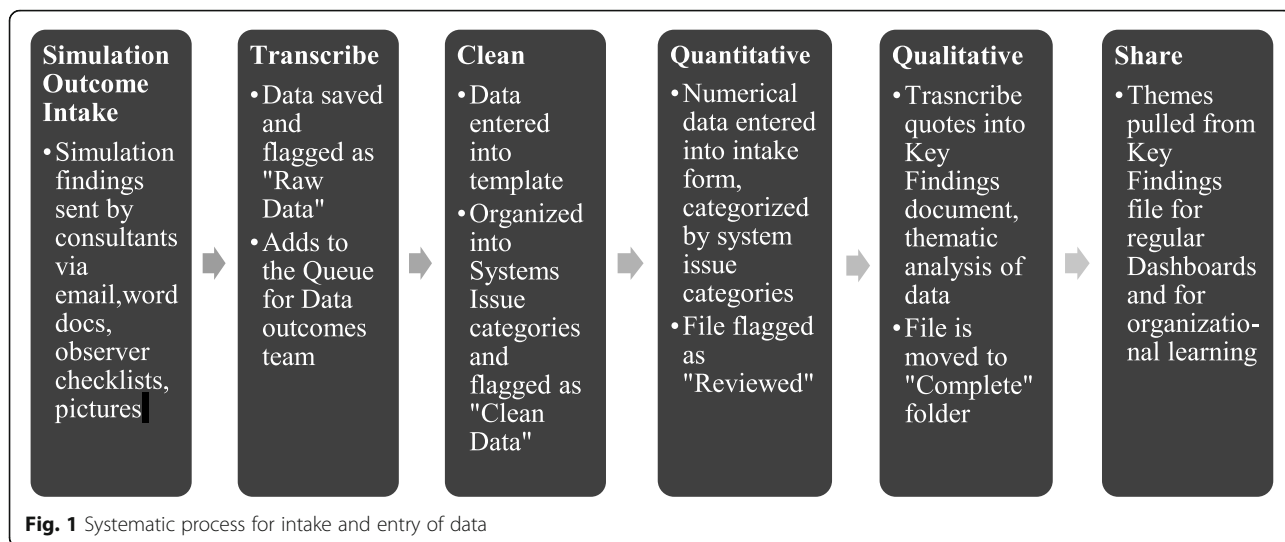 Simulation
Outcome
Intake
•Simulation
findings
sent by
consultants
via
email,word
docs,
observer
checklists,
pictures
Transcribe
•Data saved
and
flagged as
"Raw
Data"
•Adds to
the Queue
for Data
outcomes
team
Clean
•Data
entered
into
template
•Organized
into
Systems
Issue
categories
and
flagged as
"Clean
Data"
Quantitative
•Numerical
data entered
into intake
form,
categorized
by system
issue
categories
•File flagged
as
"Reviewed"
Qualitative
•Trasncribe
quotes into
Key
Findings
document,
thematic
analysis of
data
•File is
moved to
"Complete"
folder
Share
•Themes
pulled from
Key
Findings
file for
regular
Dashboards
and for
organizatio-
nal learning
Fig. 1 Systematic process for intake and entry of data